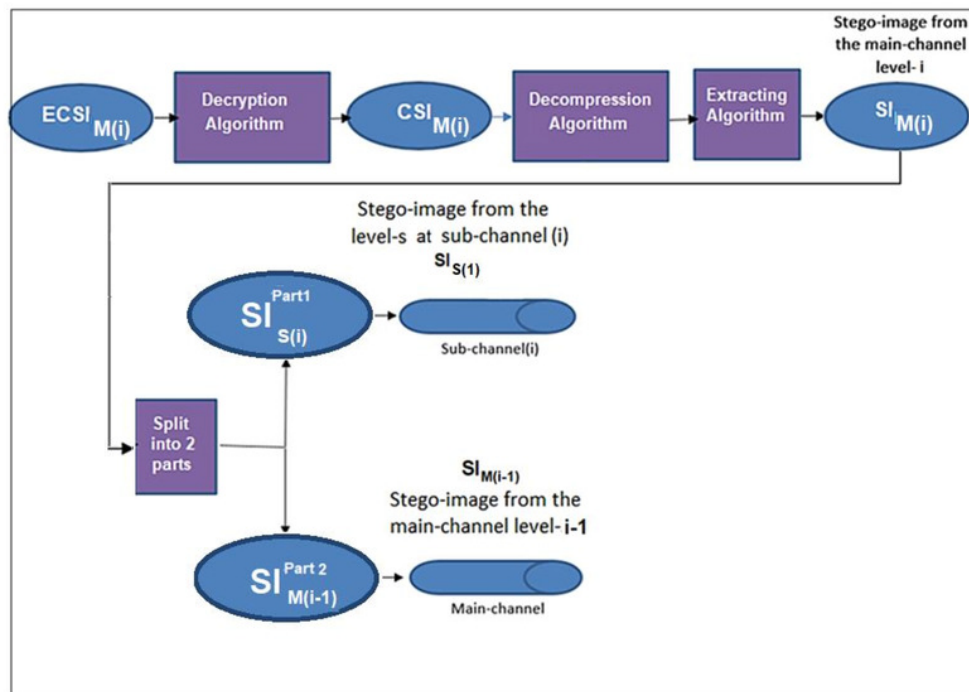 Stego-image from
the main-channel
level- i
ECSI M(i)
Decryption
Algorithm
CSI M(i)
Decompression
Algorithm
Extracting
Algorithm
SI M(i)
Stego-image from the
level-s at sub-channel (i)
SI S(1)
SI Part1 S(i)
Sub-channel(i)
Split
into 2
parts
SI M(i-1)
Stego-image from the
main-channel level- i-1
SI Part 2 M(i-1)
Main-channel